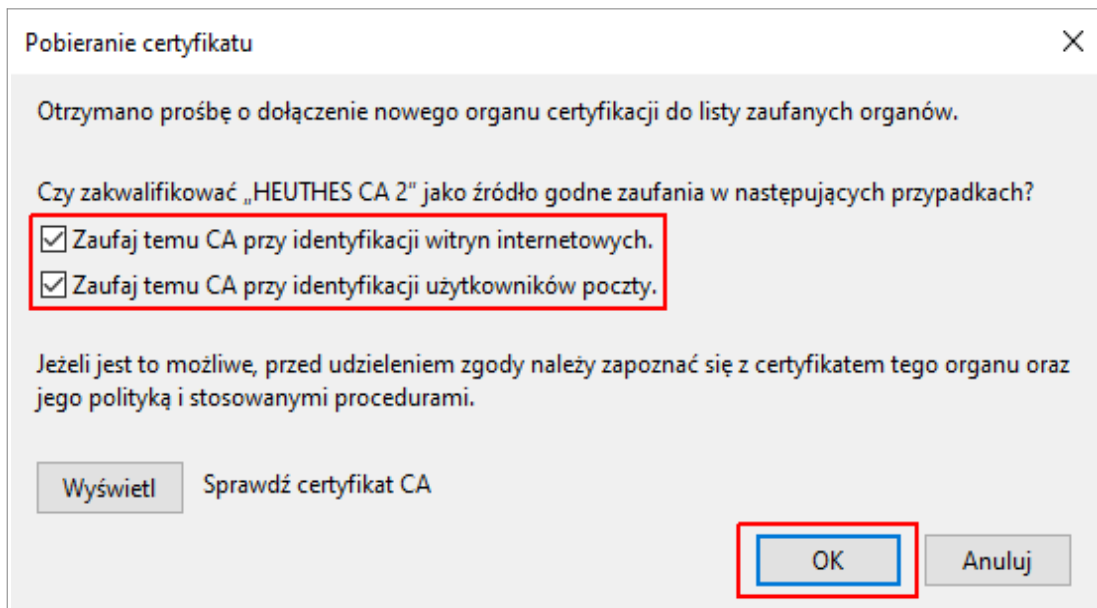 Pobieranie certyfikatu
Otrzymano prośbę o dołączenie nowego organu certyfikacji do listy zaufanych organów.
Czy zakwalifikować „HEUTHES CA 2” jako źródło godne zaufania w następujących przypadkach?
Zaufaj temu CA przy identyfikacji witryn internetowych.
Zaufaj temu CA przy identyfikacji użytkowników poczty.
Jeżeli jest to możliwe, przed udzieleniem zgody należy zapoznać się z certyfikatem tego organu oraz
jego polityką i stosowanymi procedurami.
Wyświetl Sprawdź certyfikat CA
OK Anuluj